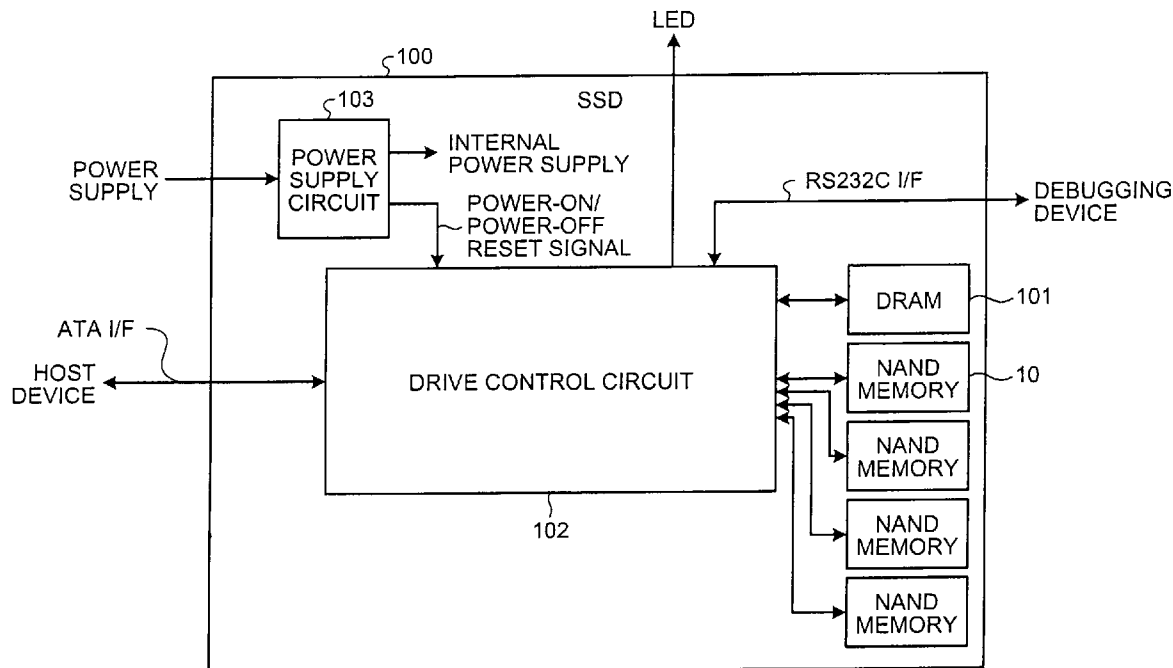 LED
100
SSD
103
POWER
SUPPLY
POWER
SUPPLY
CIRCUIT
INTERNAL
POWER SUPPLY
POWER-ON/
POWER-OFF
RESET SIGNAL
RS232C I/F
DEBUGGING
DEVICE
DRAM
101
ATA I/F
HOST
DEVICE
DRIVE CONTROL CIRCUIT
102
NAND
MEMORY
10
NAND
MEMORY
NAND
MEMORY
NAND
MEMORY